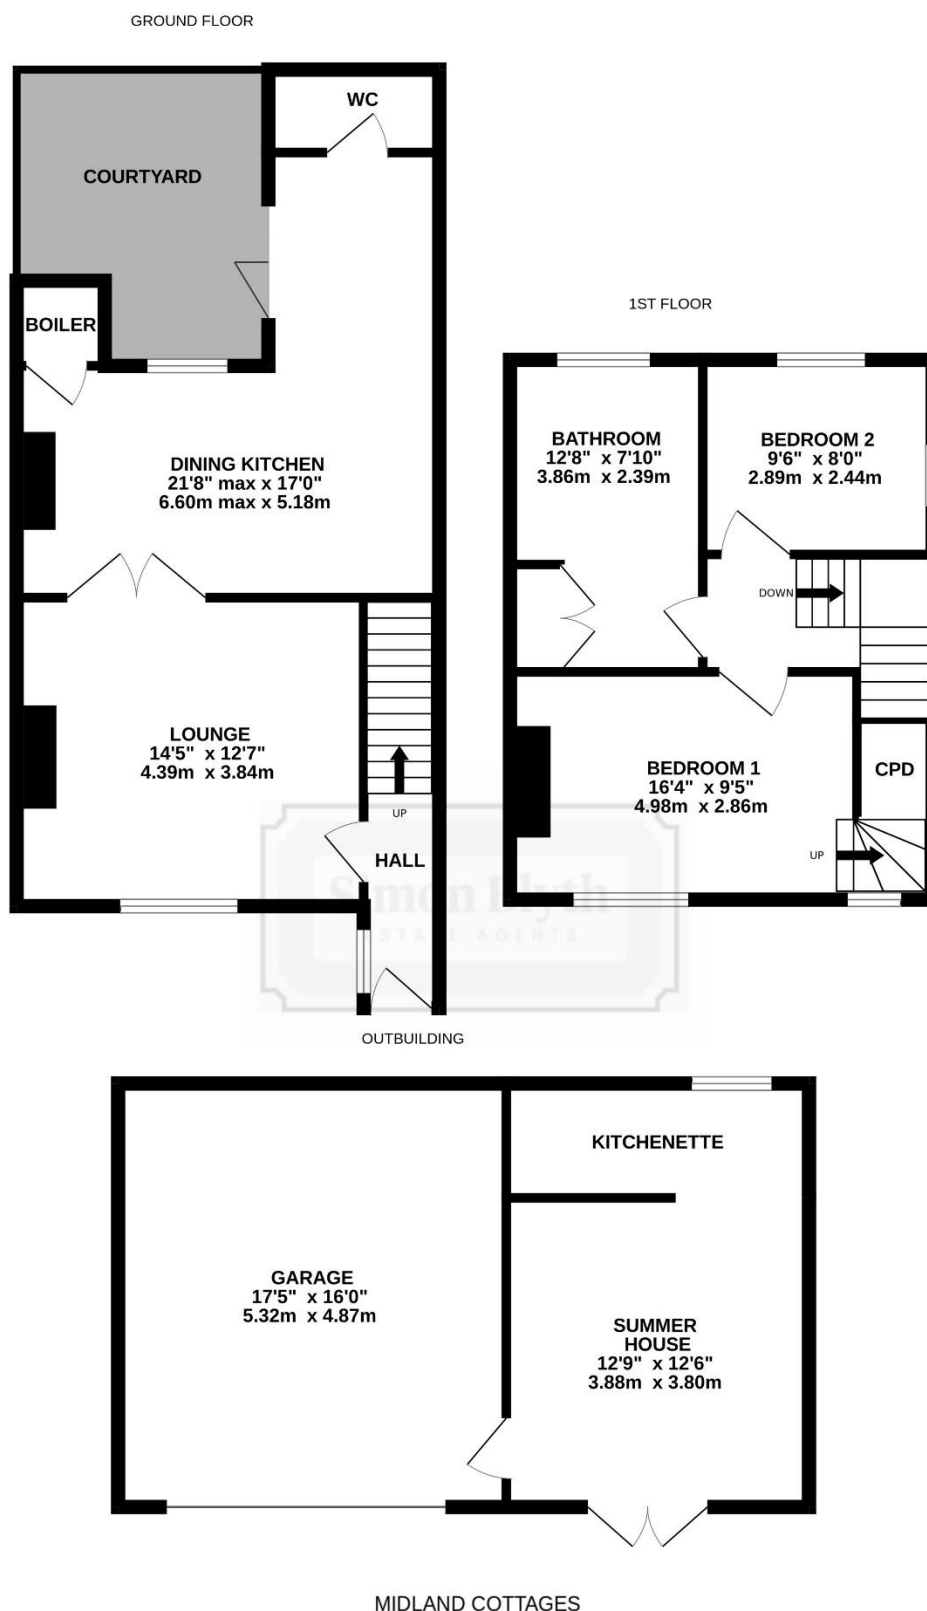 GROUND FLOOR
WC
COURTYARD
BOILER
DINING KITCHEN
21'8" max x 17'0"
6.60m max x 5.18m
LOUNGE
14'5" x 12'7"
4.39m x 3.84m
UP
HALL
1ST FLOOR
BATHROOM
12'8" x 7'10"
3.86m x 2.39m
BEDROOM 2
9'6" x 8'0"
2.89m x 2.44m
DOWN
BEDROOM 1
16'4" x 9'5"
4.98m x 2.86m
CPD
UP
Simon Blyth
ESTATE AGENTS
OUTBUILDING
KITCHENETTE
GARAGE
17'5" x 16'0"
5.32m x 4.87m
SUMMER
HOUSE
12'9" x 12'6"
3.88m x 3.80m
MIDLAND COTTAGES